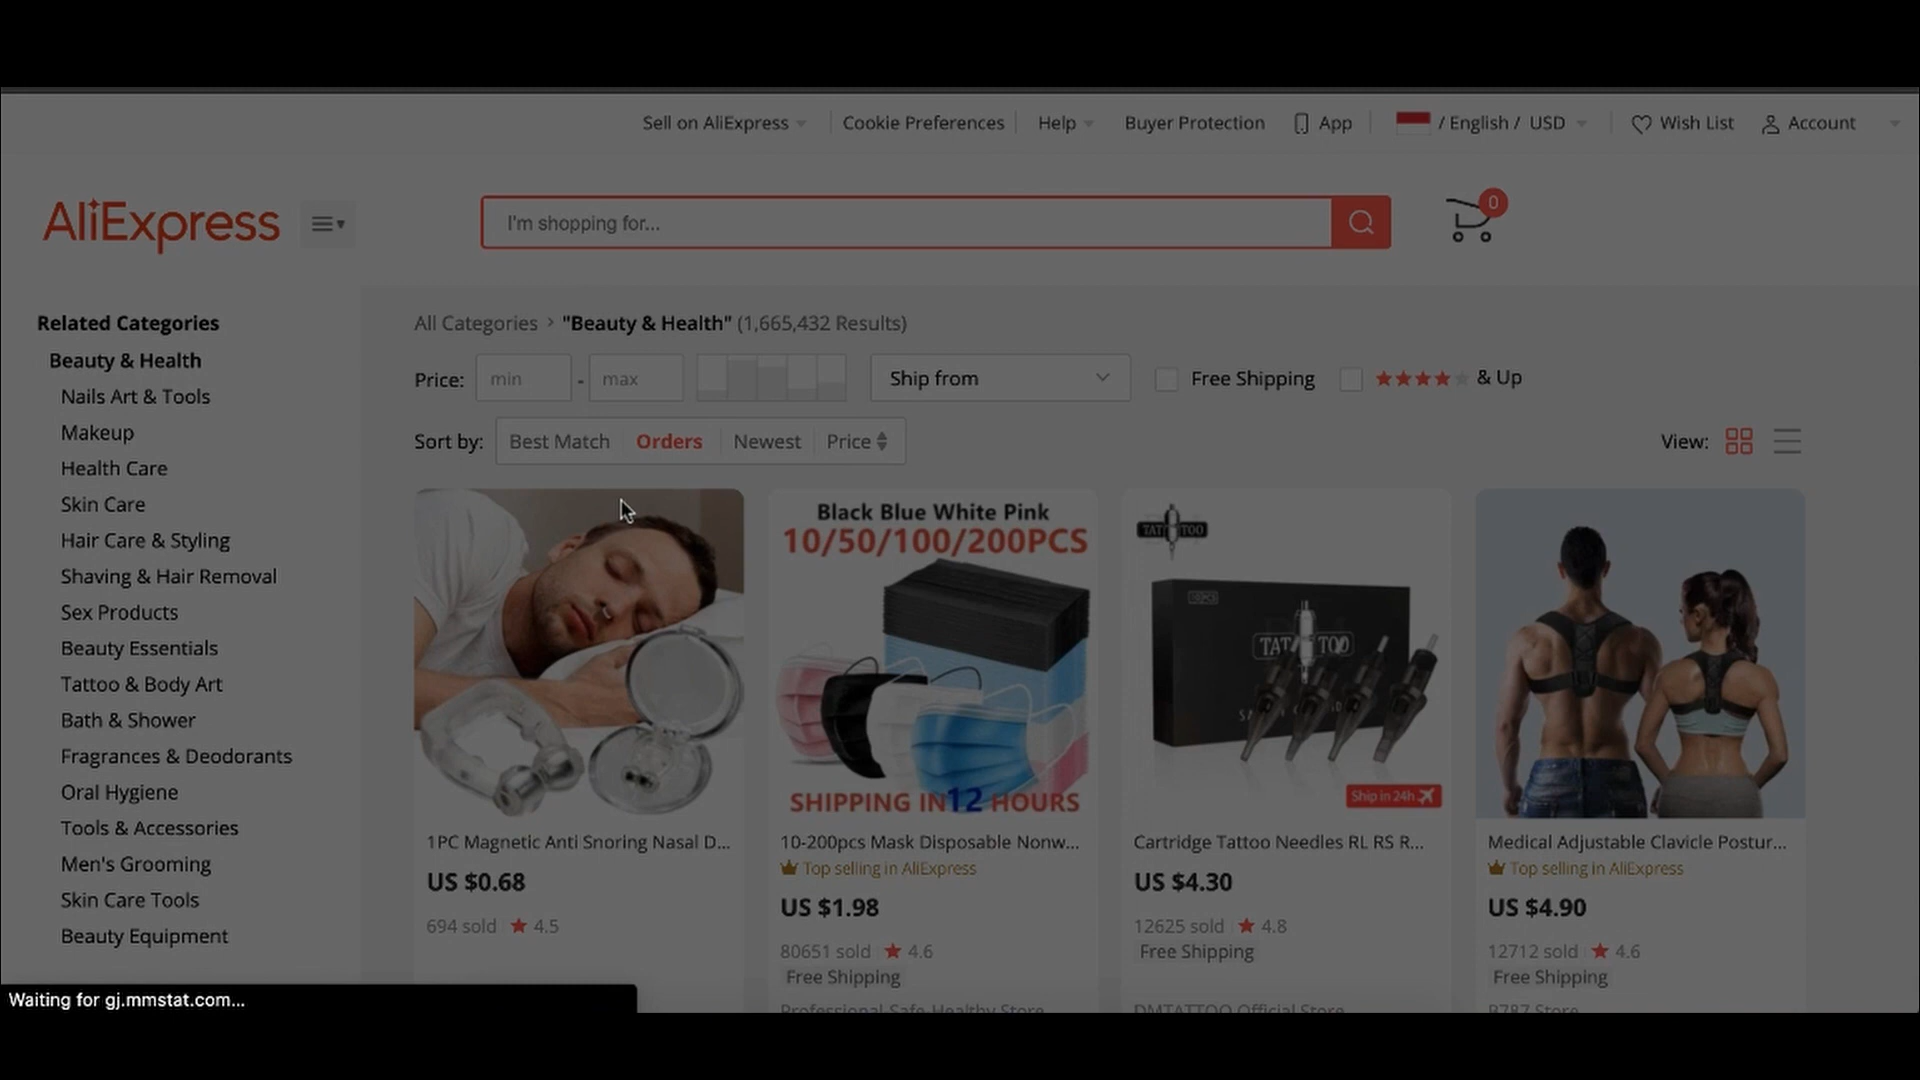 Sell on AliExpress
Cookie Preferences
Help
Buyer Protection
App
/ English / USD
Wish List
Account
AliExpress
I'm shopping for...
0
Related Categories
Beauty & Health
Nails Art & Tools
Makeup
Health Care
Skin Care
Hair Care & Styling
Shaving & Hair Removal
Sex Products
Beauty Essentials
Tattoo & Body Art
Bath & Shower
Fragrances & Deodorants
Oral Hygiene
Tools & Accessories
Men's Grooming
Skin Care Tools
Beauty Equipment
All Categories > "Beauty & Health" (1,665,432 Results)
Price: min - max
Ship from
Free Shipping
& Up
Sort by: Best Match Orders Newest Price
View:
1PC Magnetic Anti Snoring Nasal D...
US $0.68
694 sold 4.5
Black Blue White Pink
10/50/100/200PCS
SHIPPING IN 12 HOURS
10-200pcs Mask Disposable Nonw...
Top selling in AliExpress
US $1.98
80651 sold 4.6
Free Shipping
Professional-Safe-Healthy Store
TATTOO
TATTOO
Ship in 24h
Cartridge Tattoo Needles RL RS R...
US $4.30
12625 sold 4.8
Free Shipping
DMTATTOO Official Store
Medical Adjustable Clavicle Postur...
Top selling in AliExpress
US $4.90
12712 sold 4.6
Free Shipping
B787 Store
Waiting for gj.mmstat.com...